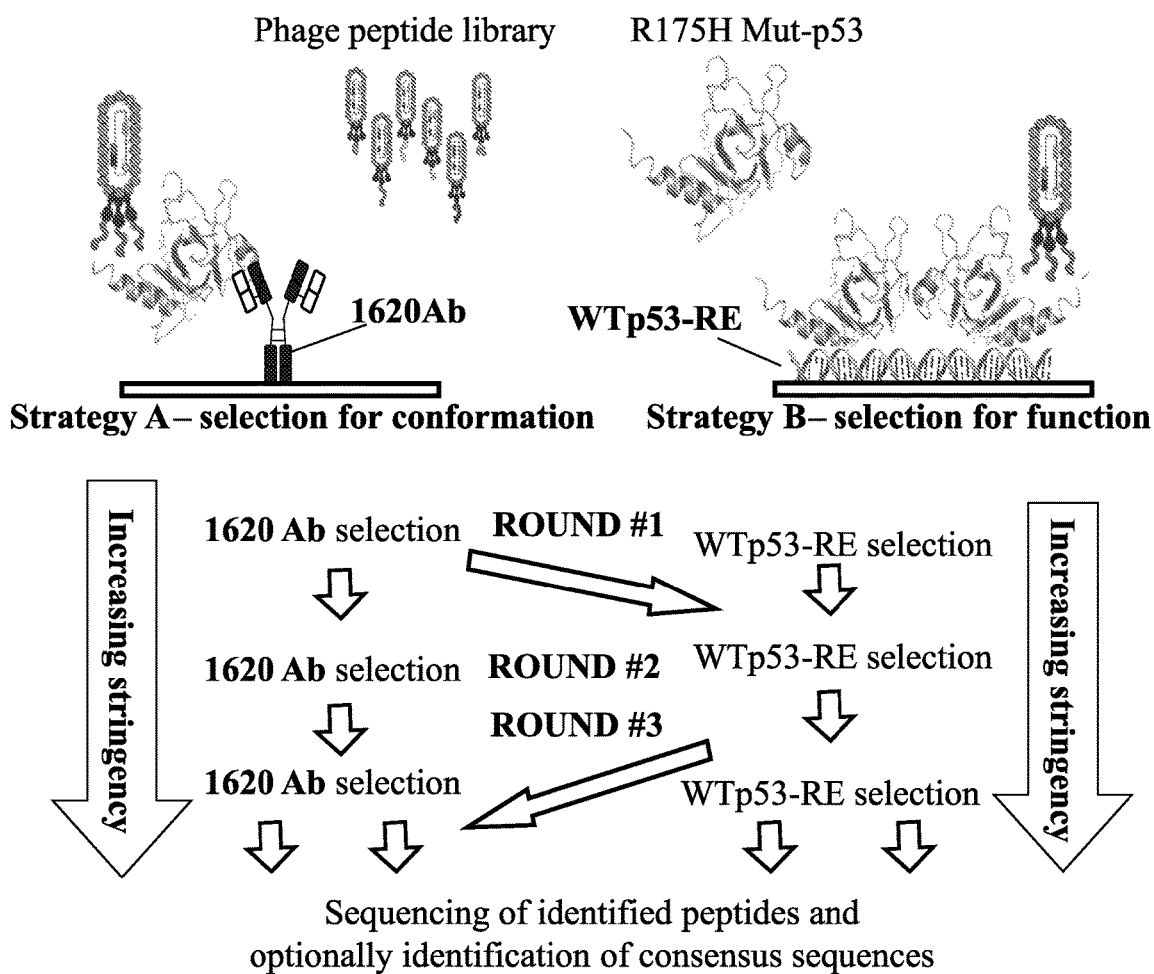 Phage peptide library
R175H Mut-p53
1620Ab
WTp53-RE
Strategy A– selection for conformation
Strategy B– selection for function
Increasing stringency
1620 Ab selection
ROUND #1
WTp53-RE selection
1620 Ab selection
ROUND #2
WTp53-RE selection
ROUND #3
1620 Ab selection
WTp53-RE selection
Increasing stringency
Sequencing of identified peptides and
optionally identification of consensus sequences